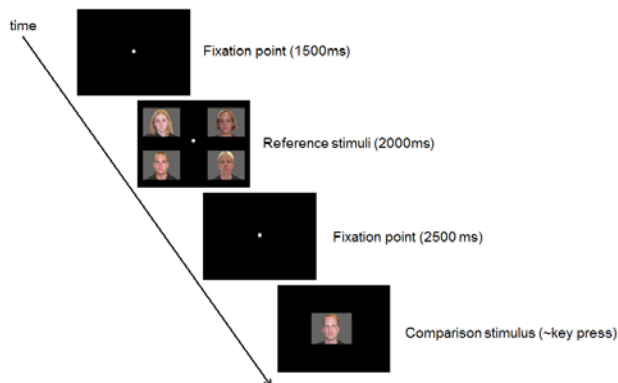 time
Fixation point (1500ms)
Reference stimuli (2000ms)
Fixation point (2500 ms)
Comparison stimulus (~key press)